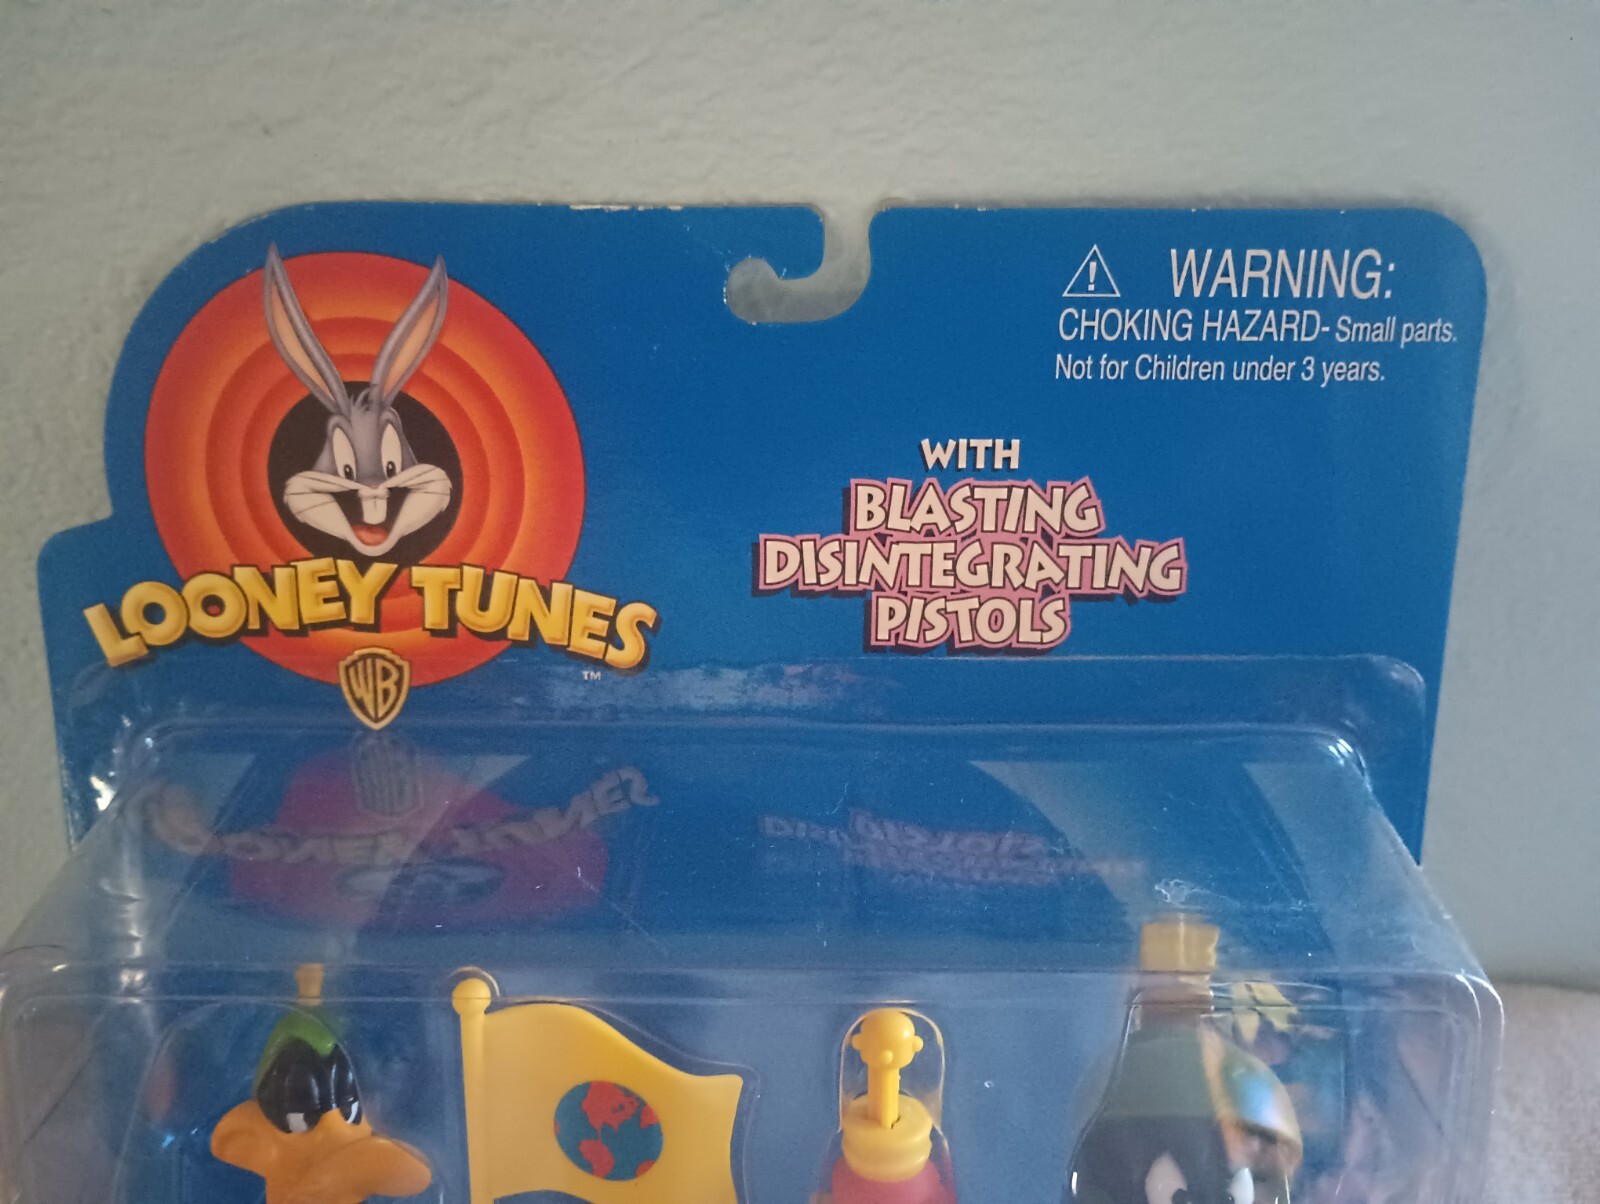 WARNING:
CHOKING HAZARD- Small parts.
Not for Children under 3 years.
WITH
BLASTING
DISINTEGRATING
PISTOLS
LOONEY TUNES
TM
WB